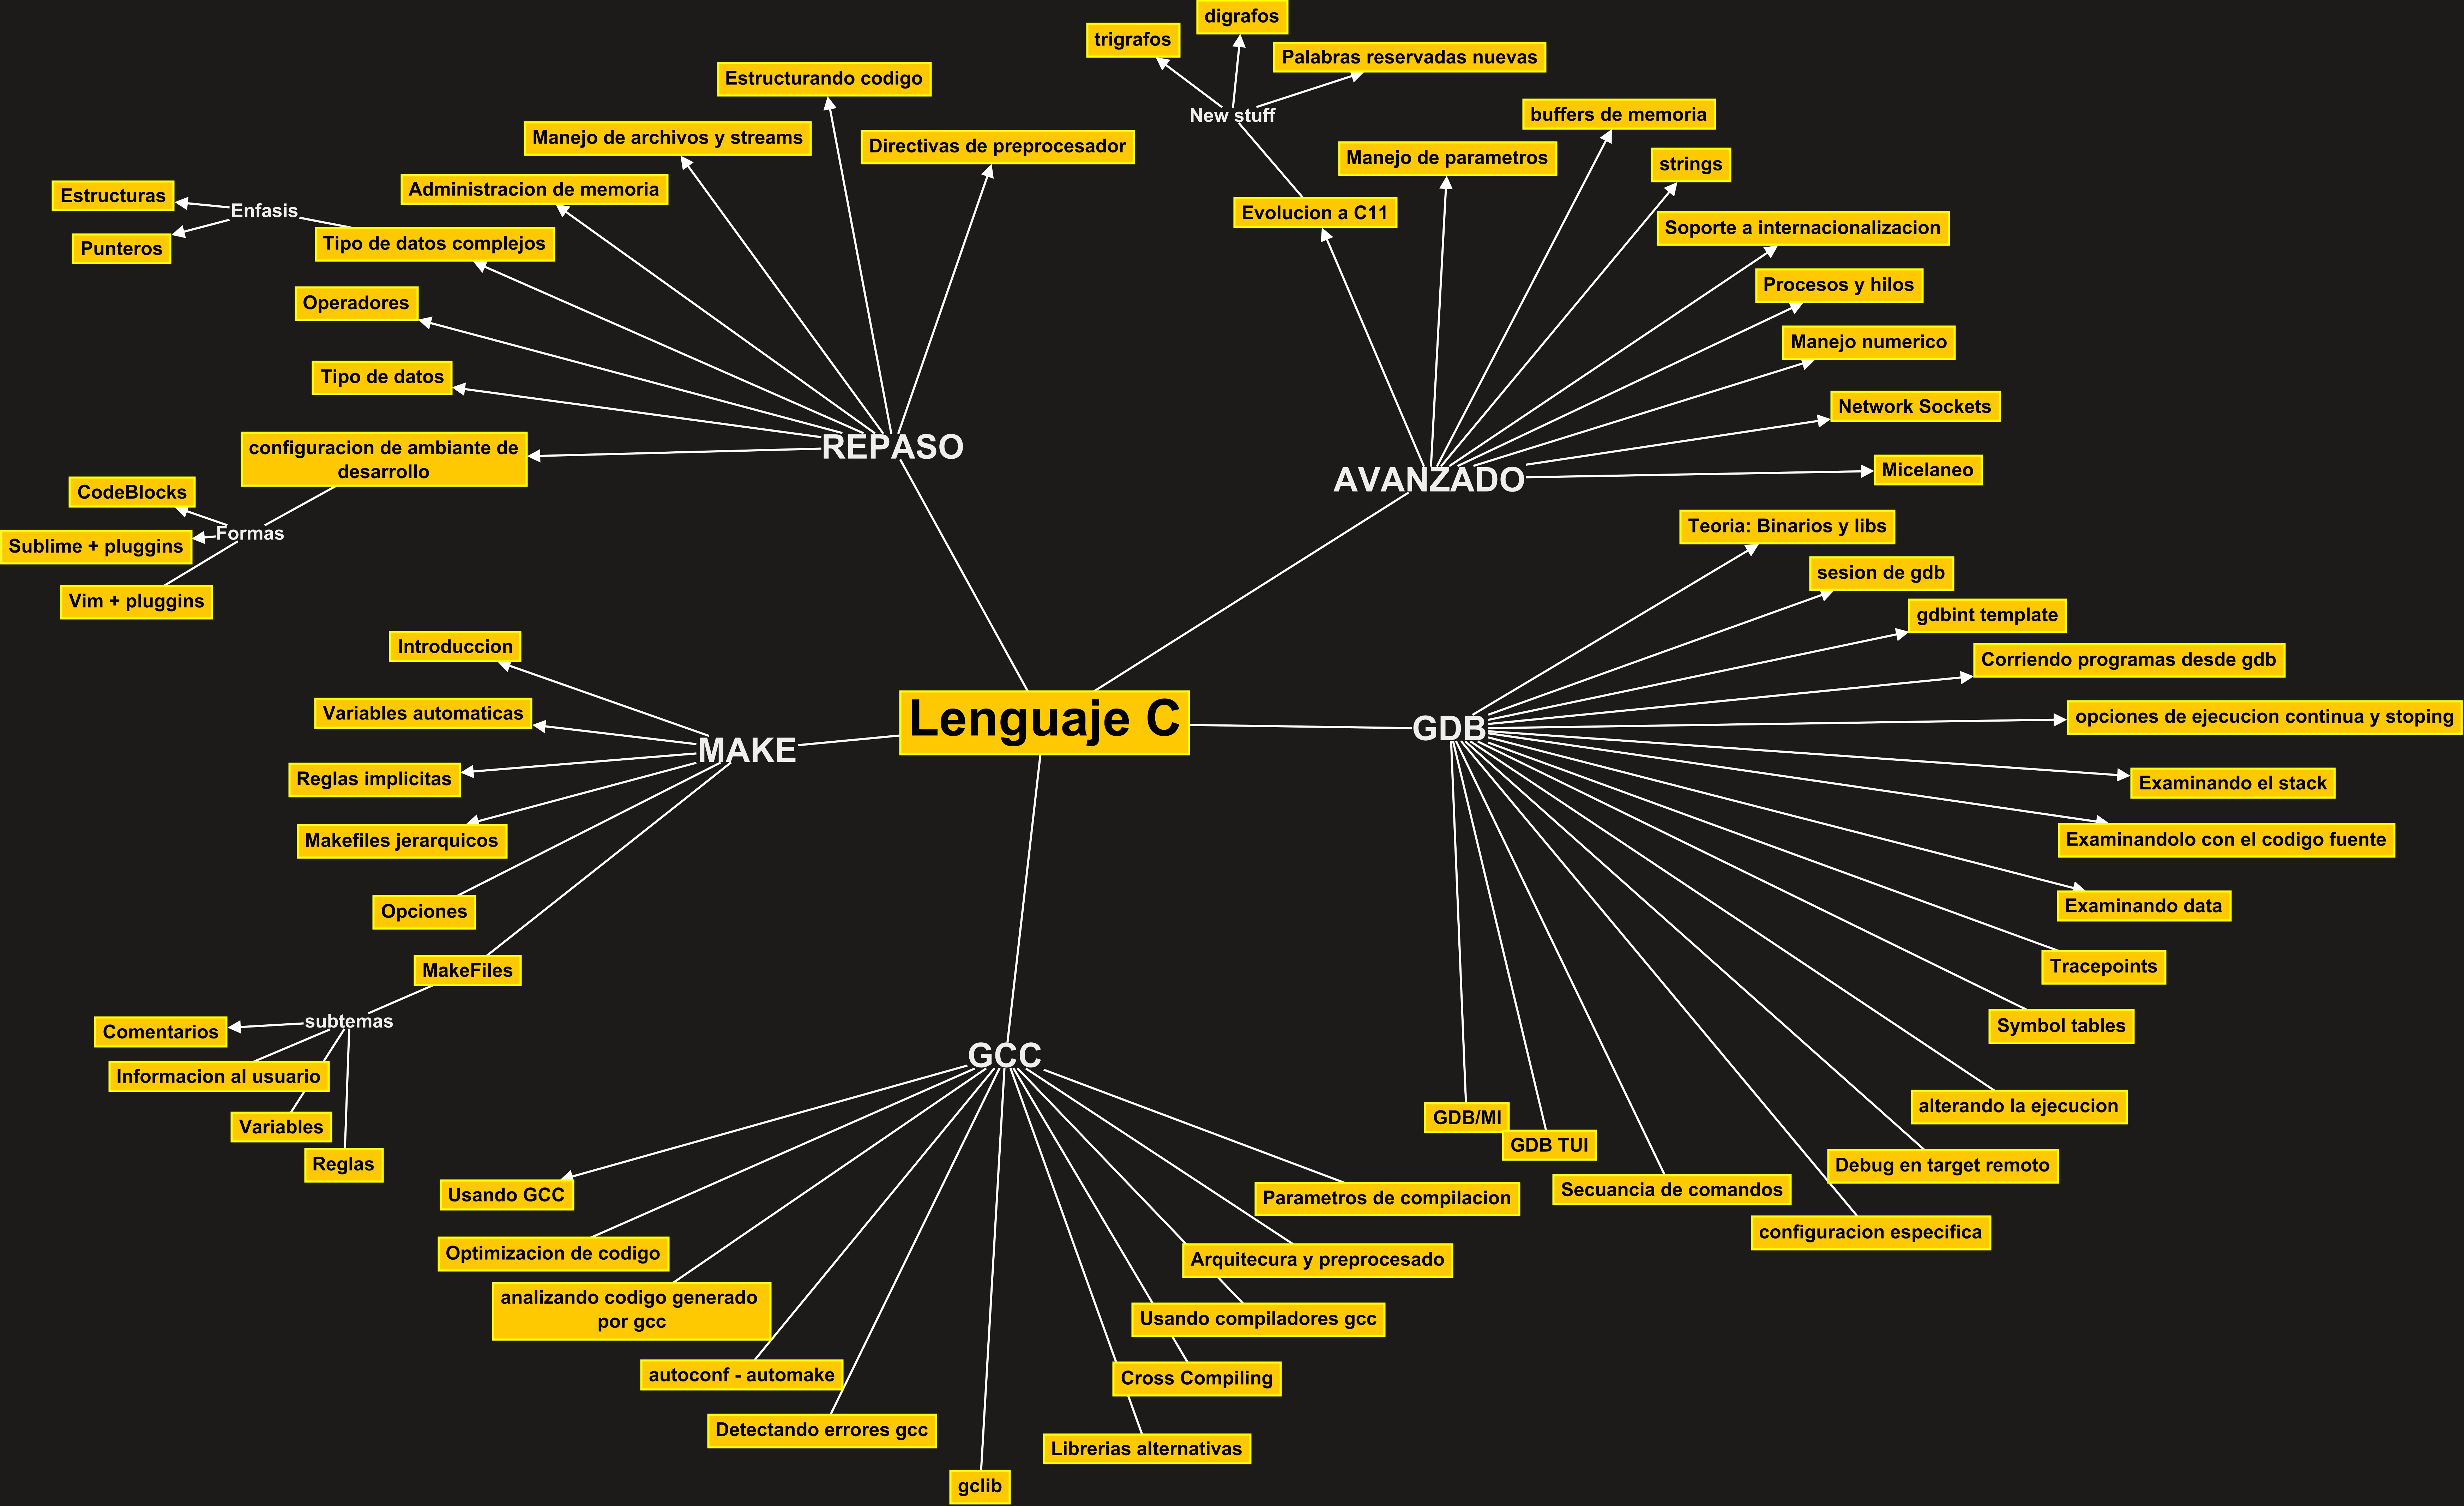 Lenguaje C
REPASO
Directivas de preprocesador
Estructurando codigo
Manejo de archivos y streams
Administracion de memoria
Tipo de datos complejos
Enfasis
Estructuras
Punteros
Operadores
Tipo de datos
configuracion de ambiante de
desarrollo
Formas
CodeBlocks
Sublime + pluggins
Vim + pluggins
AVANZADO
Evolucion a C11
New stuff
trigrafos
digrafos
Palabras reservadas nuevas
Manejo de parametros
buffers de memoria
strings
Soporte a internacionalizacion
Procesos y hilos
Manejo numerico
Network Sockets
Micelaneo
GDB
Teoria: Binarios y libs
sesion de gdb
gdbint template
Corriendo programas desde gdb
opciones de ejecucion continua y stoping
Examinando el stack
Examinandolo con el codigo fuente
Examinando data
Tracepoints
Symbol tables
alterando la ejecucion
Debug en target remoto
configuracion especifica
Secuancia de comandos
GDB TUI
GDB/MI
MAKE
Introduccion
Variables automaticas
Reglas implicitas
Makefiles jerarquicos
Opciones
MakeFiles
subtemas
Comentarios
Informacion al usuario
Variables
Reglas
GCC
Usando GCC
Optimizacion de codigo
analizando codigo generado
por gcc
autoconf - automake
Detectando errores gcc
gclib
Librerias alternativas
Cross Compiling
Usando compiladores gcc
Arquitecura y preprocesado
Parametros de compilacion